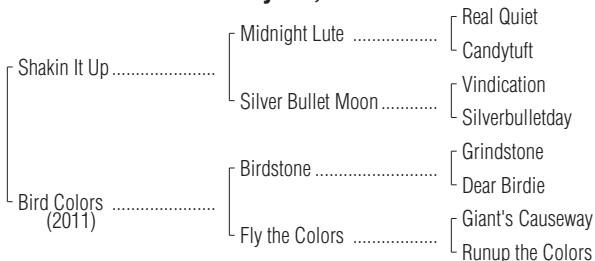 Real Quiet
Midnight Lute ..................
Candytuft
Shakin It Up ......................
Vindication
Silver Bullet Moon ............
Silverbulletday
Grindstone
Birdstone ..........................
Dear Birdie
Bird Colors ......................
(2011)
Giant's Causeway
Fly the Colors ..................
Runup the Colors